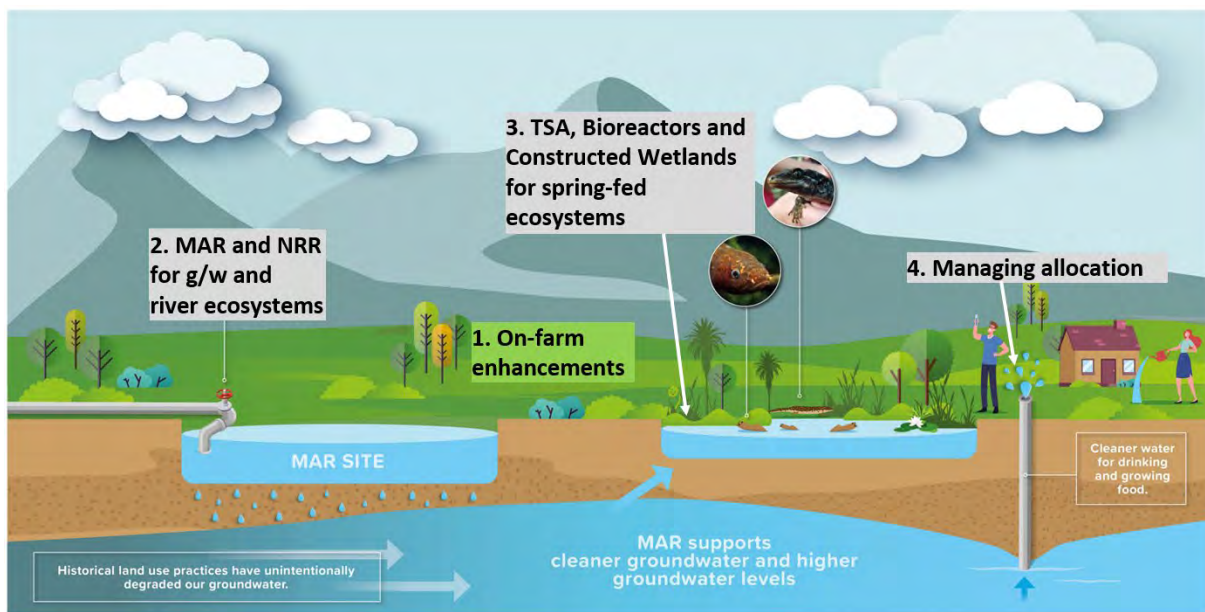 3. TSA, Bioreactors and
Constructed Wetlands
for spring-fed
ecosystems
2. MAR and NRR
for g/w and
river ecosystems
4. Managing allocation
1. On-farm
enhancements
MAR SITE
Cleaner water
for drinking
and growing
food.
MAR supports
cleaner groundwater and higher
groundwater levels
Historical land use practices have unintentionally
degraded our groundwater.